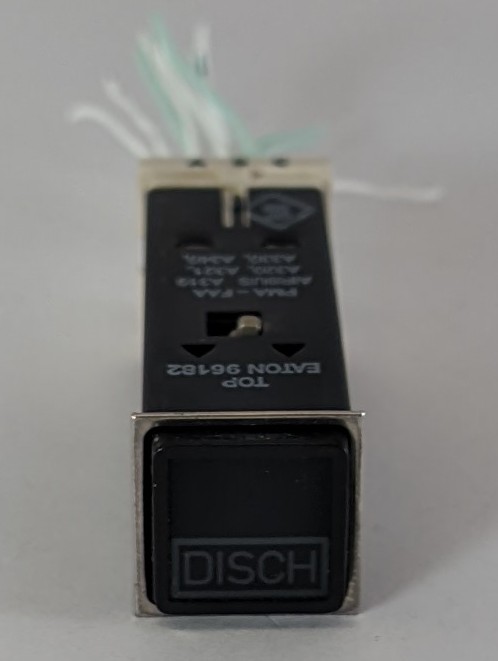 EATON 96182
TOP
PMA - FAA
AIRBUS A319
A320, A321,
A330, A340,
DISCH